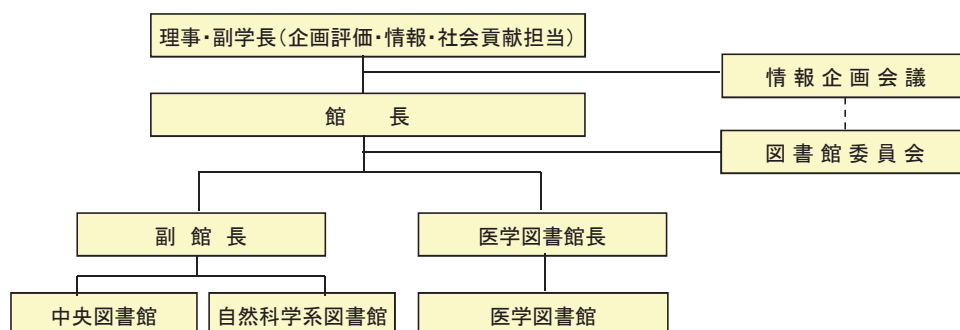 理事・副学長(企画評価・情報・社会貢献担当)
情報企画会議
館　長
図書館委員会
副館長
医学図書館長
中央図書館
自然科学系図書館
医学図書館